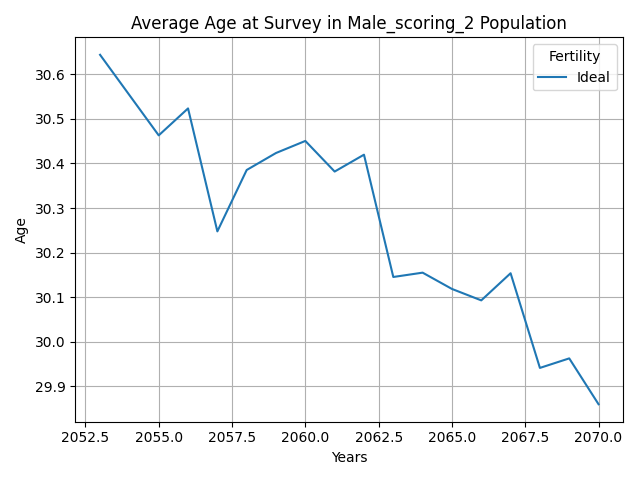 Average Age at Survey in Male_scoring_2 Population
Fertility
Ideal
30.6
30.5
30.4
30.3
30.2
30.1
30.0
29.9
Age
2052.5 2055.0 2057.5 2060.0 2062.5 2065.0 2067.5 2070.0
Years